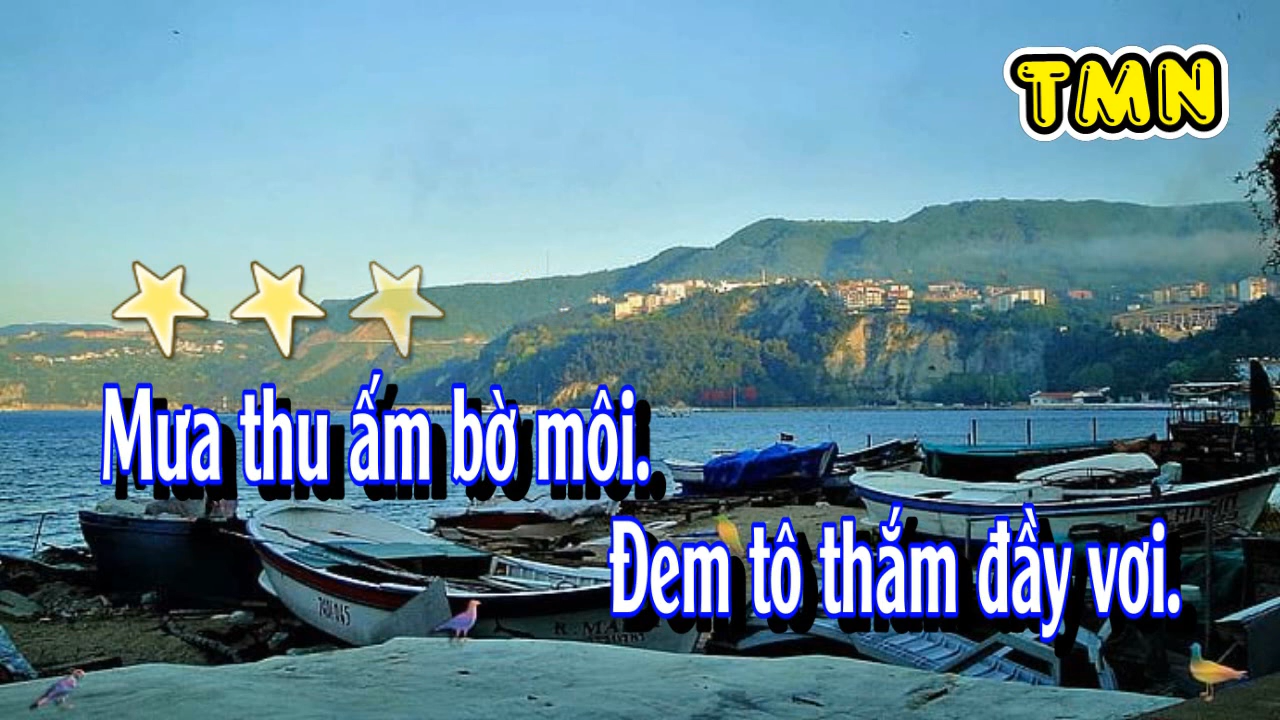 TMN
Mưa thu ấm bờ môi.
Đem tô thắm đầy vơi.